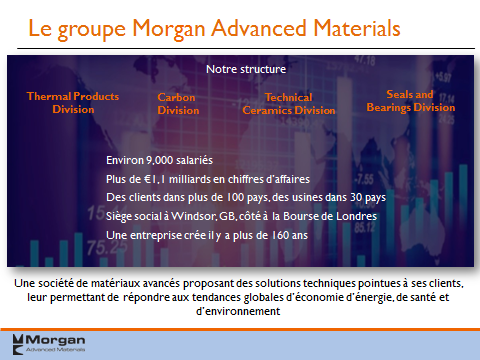 Le groupe Morgan Advanced Materials
Notre structure
Thermal Products
Division
Carbon
Division
Technical
Ceramics Division
Seals and
Bearings Division
Environ 9,000 salariés
Plus de €1,1 milliards en chiffres d'affaires
Des clients dans plus de 100 pays, des usines dans 30 pays
Siège social à Windsor, GB, côté à la Bourse de Londres
Une entreprise crée il y a plus de 160 ans
Une société de matériaux avancés proposant des solutions techniques pointues à ses clients,
leur permettant de répondre aux tendances globales d'économie d'énergie, de santé et
d'environnement
Morgan
Advanced Materials